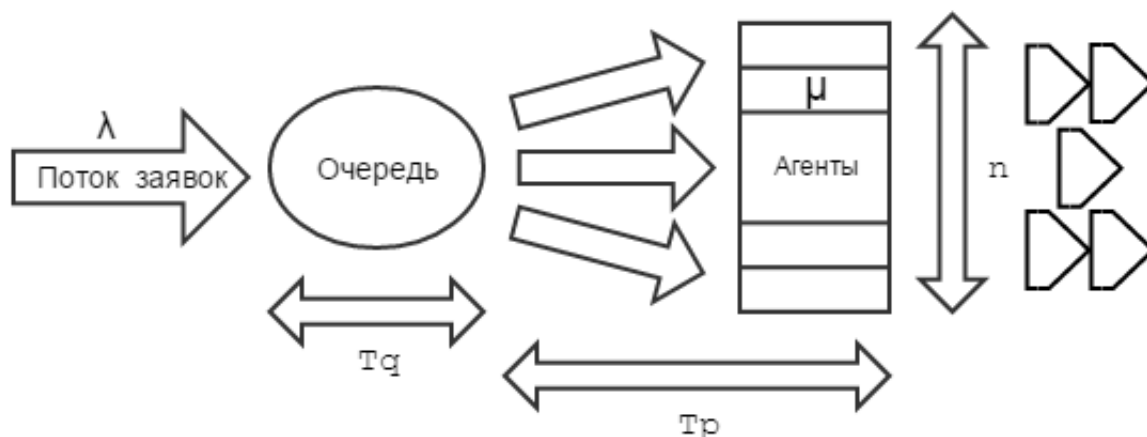 λ
Поток заявок
Очередь
μ
Агенты
n
Tq
Tp